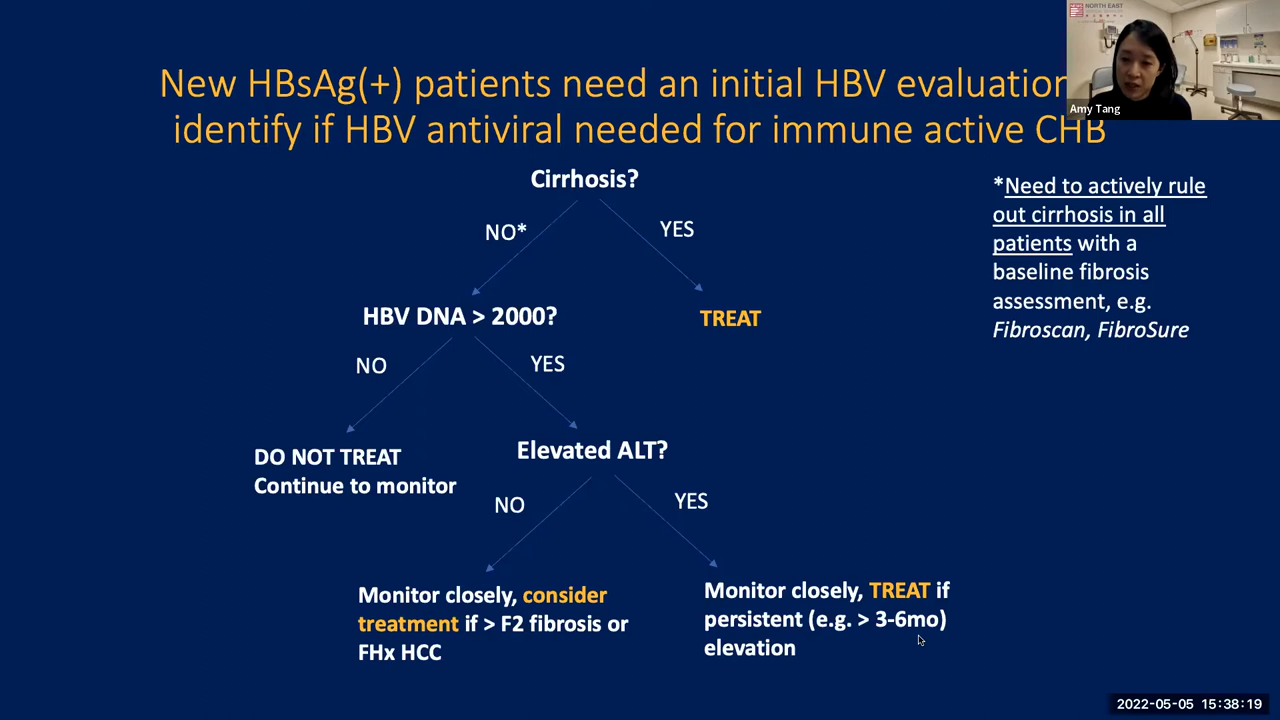 NORTH EAST
Amy Tang
New HBsAg(+) patients need an initial HBV evaluation
identify if HBV antiviral needed for immune active CHB
Cirrhosis?
NO*
YES
*Need to actively rule
out cirrhosis in all
patients with a
baseline fibrosis
assessment, e.g.
Fibroscan, FibroSure
HBV DNA > 2000?
TREAT
NO
YES
DO NOT TREAT
Continue to monitor
Elevated ALT?
NO
YES
Monitor closely, consider
treatment if > F2 fibrosis or
FHx HCC
Monitor closely, TREAT if
persistent (e.g. > 3-6mo)
elevation
2022-05-05 15:38:19